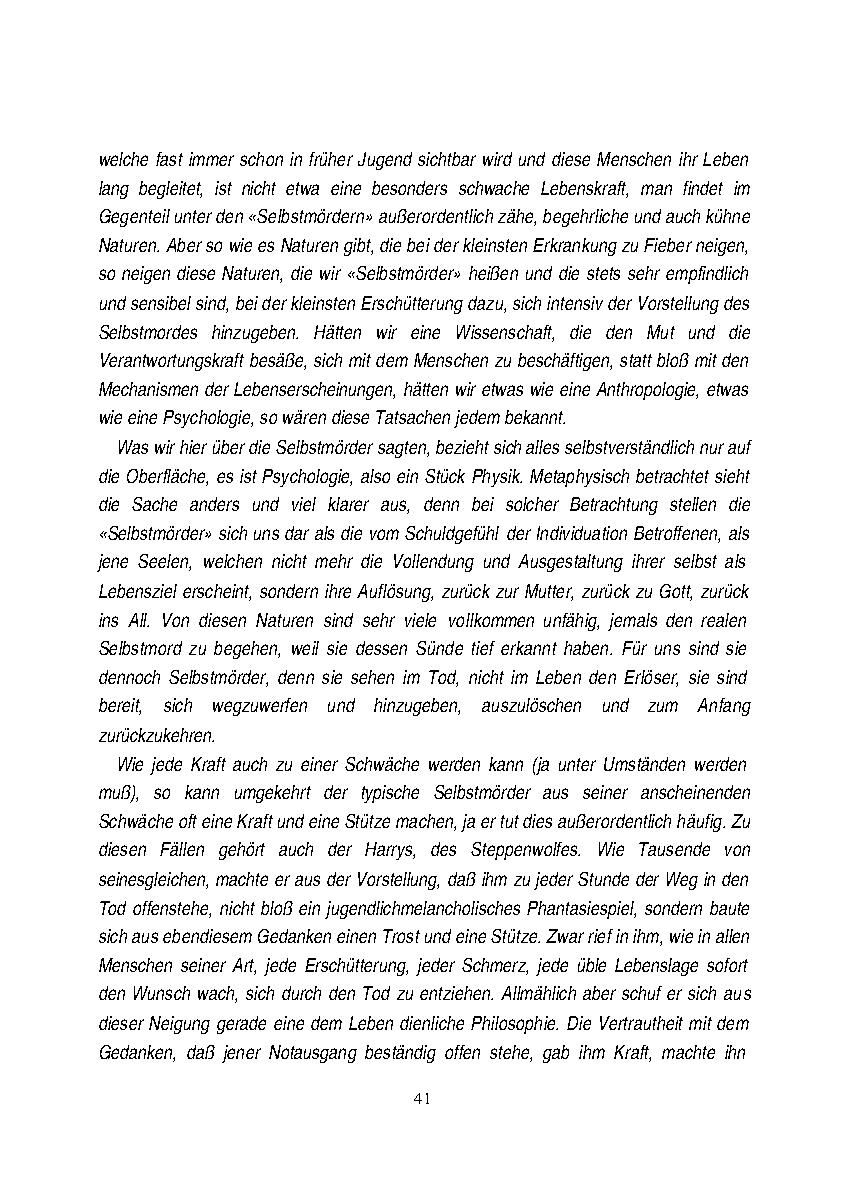 welche fast immer schon in früher Jugend sichtbar wird und diese Menschen ihr Leben
lang begleitet, ist nicht etwa eine besonders schwache Lebenskraft, man findet im
Gegenteil unter den «Selbstmördern» außerordentlich zähe, begehrliche und auch kühne
Naturen. Aber so wie es Naturen gibt, die bei der kleinsten Erkrankung zu Fieber neigen,
so neigen diese Naturen, die wir «Selbstmörder» heißen und die stets sehr empfindlich
und sensibel sind, bei der kleinsten Erschütterung dazu, sich intensiv der Vorstellung des
Selbstmordes hinzugeben. Hätten wir eine Wissenschaft, die den Mut und die
Verantwortungskraft besäße, sich mit dem Menschen zu beschäftigen, statt bloß mit den
Mechanismen der Lebenserscheinungen, hätten wir etwas wie eine Anthropologie, etwas
wie eine Psychologie, so wären diese Tatsachen jedem bekannt.
Was wir hier über die Selbstmörder sagten, bezieht sich alles selbstverständlich nur auf
die Oberfläche, es ist Psychologie, also ein Stück Physik. Metaphysisch betrachtet sieht
die Sache anders und viel klarer aus, denn bei solcher Betrachtung stellen die
«Selbstmörder» sich uns dar als die vom Schuldgefühl der Individuation Betroffenen, als
jene Seelen, welchen nicht mehr die Vollendung und Ausgestaltung ihrer selbst als
Lebensziel erscheint, sondern ihre Auflösung, zurück zur Mutter, zurück zu Gott, zurück
ins All. Von diesen Naturen sind sehr viele vollkommen unfähig, jemals den realen
Selbstmord zu begehen, weil sie dessen Sünde tief erkannt haben. Für uns sind sie
dennoch Selbstmörder, denn sie sehen im Tod, nicht im Leben den Erlöser, sie sind
bereit, sich wegzuwerfen und hinzugeben, auszulöschen und zum Anfang
zurückzukehren.
Wie jede Kraft auch zu einer Schwäche werden kann (ja unter Umständen werden
muß), so kann umgekehrt der typische Selbstmörder aus seiner anscheinenden
Schwäche oft eine Kraft und eine Stütze machen, ja er tut dies außerordentlich häufig. Zu
diesen Fällen gehört auch der Harrys, des Steppenwolfes. Wie Tausende von
seinesgleichen, machte er aus der Vorstellung, daß ihm zu jeder Stunde der Weg in den
Tod offenstehe, nicht bloß ein jugendlichmelancholisches Phantasiespiel, sondern baute
sich aus ebendiesem Gedanken einen Trost und eine Stütze. Zwar rief in ihm, wie in allen
Menschen seiner Art, jede Erschütterung, jeder Schmerz, jede üble Lebenslage sofort
den Wunsch wach, sich durch den Tod zu entziehen. Allmählich aber schuf er sich aus
dieser Neigung gerade eine dem Leben dienliche Philosophie. Die Vertrautheit mit dem
Gedanken, daß jener Notausgang beständig offen stehe, gab ihm Kraft, machte ihn
41